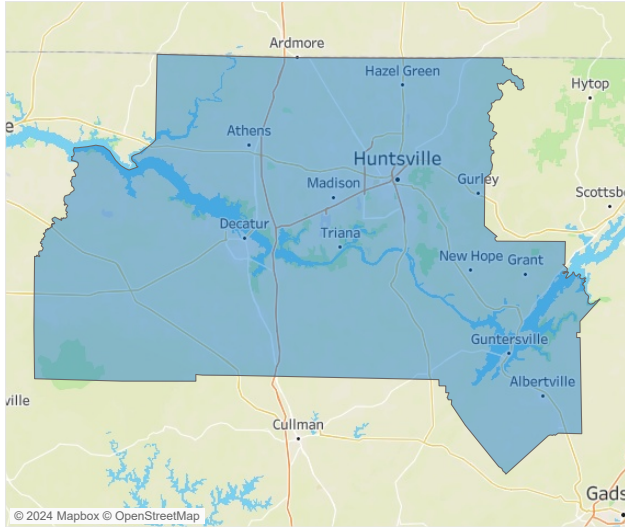 Ardmore
Hazel Green
Hytop
e
Athens
Huntsville
Madison
Gurley
Scottsb
Decatur
Triana
New Hope
Grant
Guntersville
Albertville
ville
Cullman
Gads
© 2024 Mapbox © OpenStreetMap